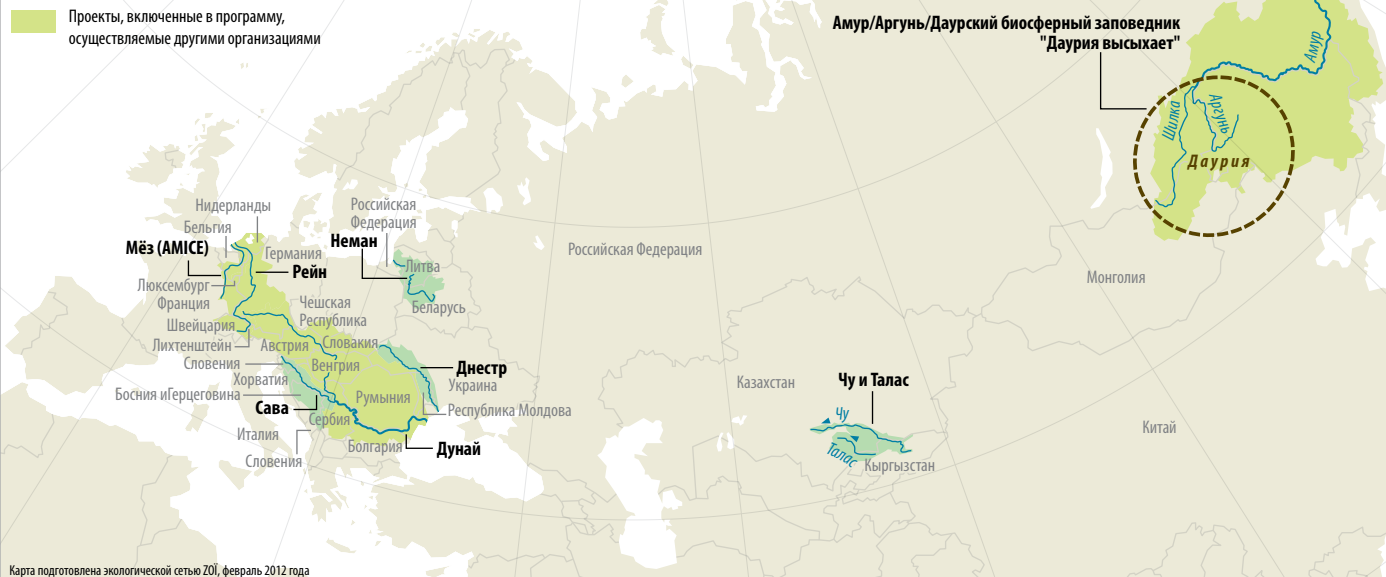 Проекты, включенные в программу,
осуществляемые другими организациями
Амур/Аргунь/Даурский биосферный заповедник
"Даурия высыхает"
Амур
Шилка
Аргунь
Даурия
Нидерланды
Бельгия
Мёз (AMICE)
Германия
Рейн
Люксембург
Франция
Швейцария
Лихтенштейн
Словения
Хорватия
Босния иГерцеговина
Сава
Италия
Словения
Российская
Федерация
Неман
Литва
Беларусь
Чешская
Республика
Австрия
Словакия
Венгрия
Румыния
Сербия
Болгария
Днестр
Украина
Республика Молдова
Дунай
Российская Федерация
Казахстан
Чу и Талас
Чу
Талас
Кыргызстан
Монголия
Китай
Карта подготовлена экологической сетью ZOÏ, февраль 2012 года